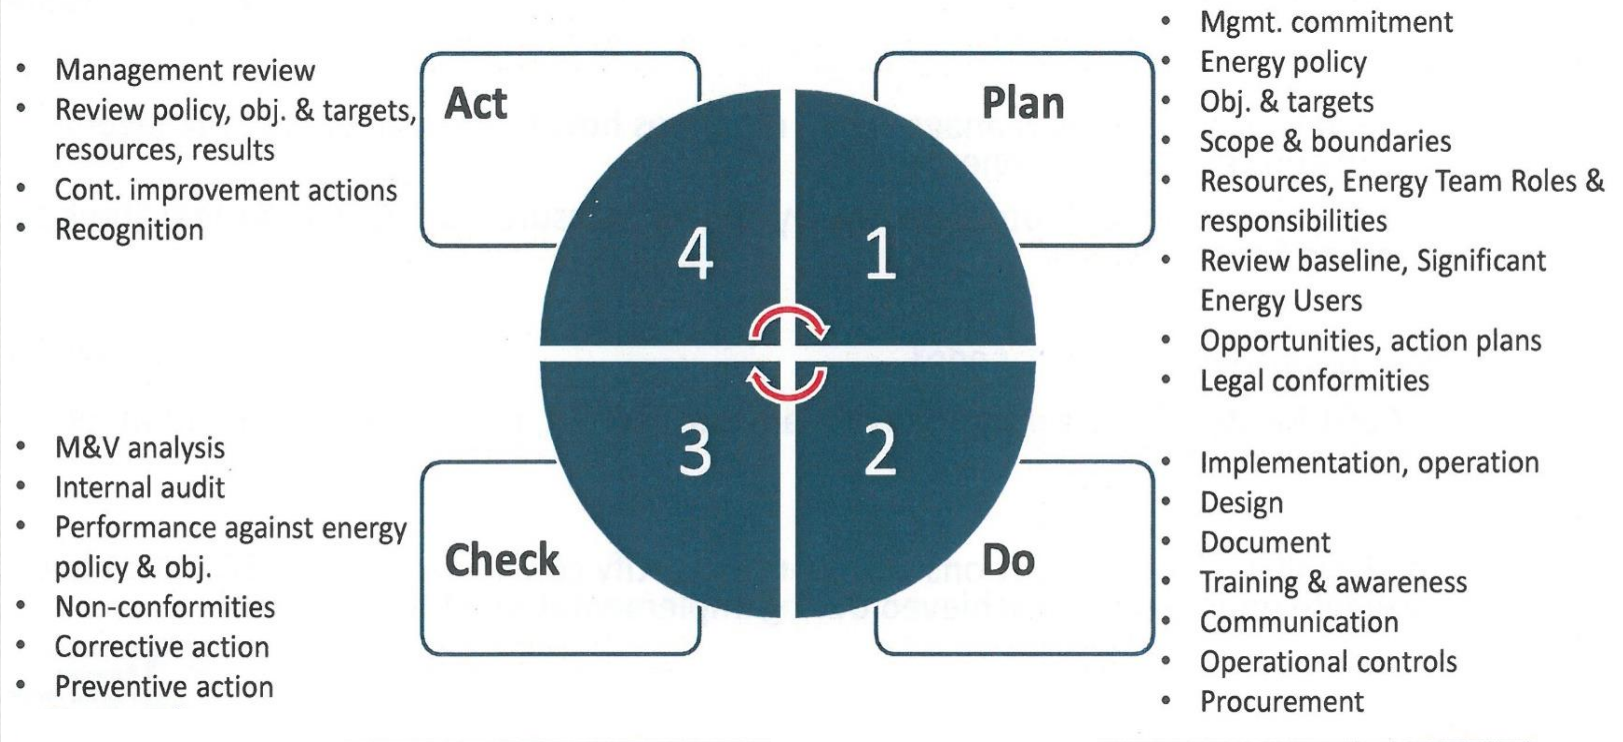 Act
• Management review
• Review policy, obj. & targets,
resources, results
• Cont. improvement actions
• Recognition
Plan
• Mgmt. commitment
• Energy policy
• Obj. & targets
• Scope & boundaries
• Resources, Energy Team Roles &
responsibilities
• Review baseline, Significant
Energy Users
• Opportunities, action plans
• Legal conformities
4
1
3
2
Check
• M&V analysis
• Internal audit
• Performance against energy
policy & obj.
• Non-conformities
• Corrective action
• Preventive action
Do
• Implementation, operation
• Design
• Document
• Training & awareness
• Communication
• Operational controls
• Procurement